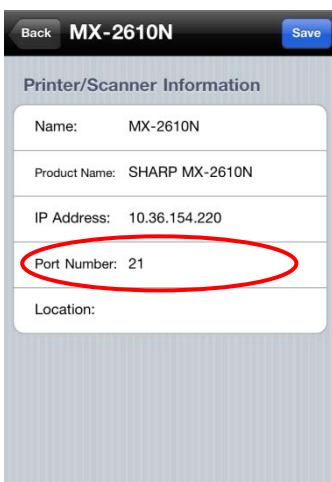 Back MX-2610N Save
Printer/Scanner Information
Name: MX-2610N
Product Name: SHARP MX-2610N
IP Address: 10.36.154.220
Port Number: 21
Location: